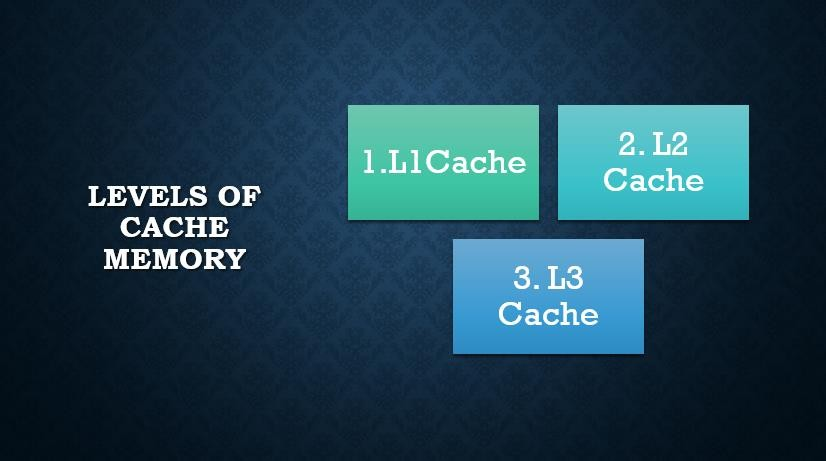 LEVELS OF
CACHE
MEMORY
1.L1Cache
2. L2
Cache
3. L3
Cache